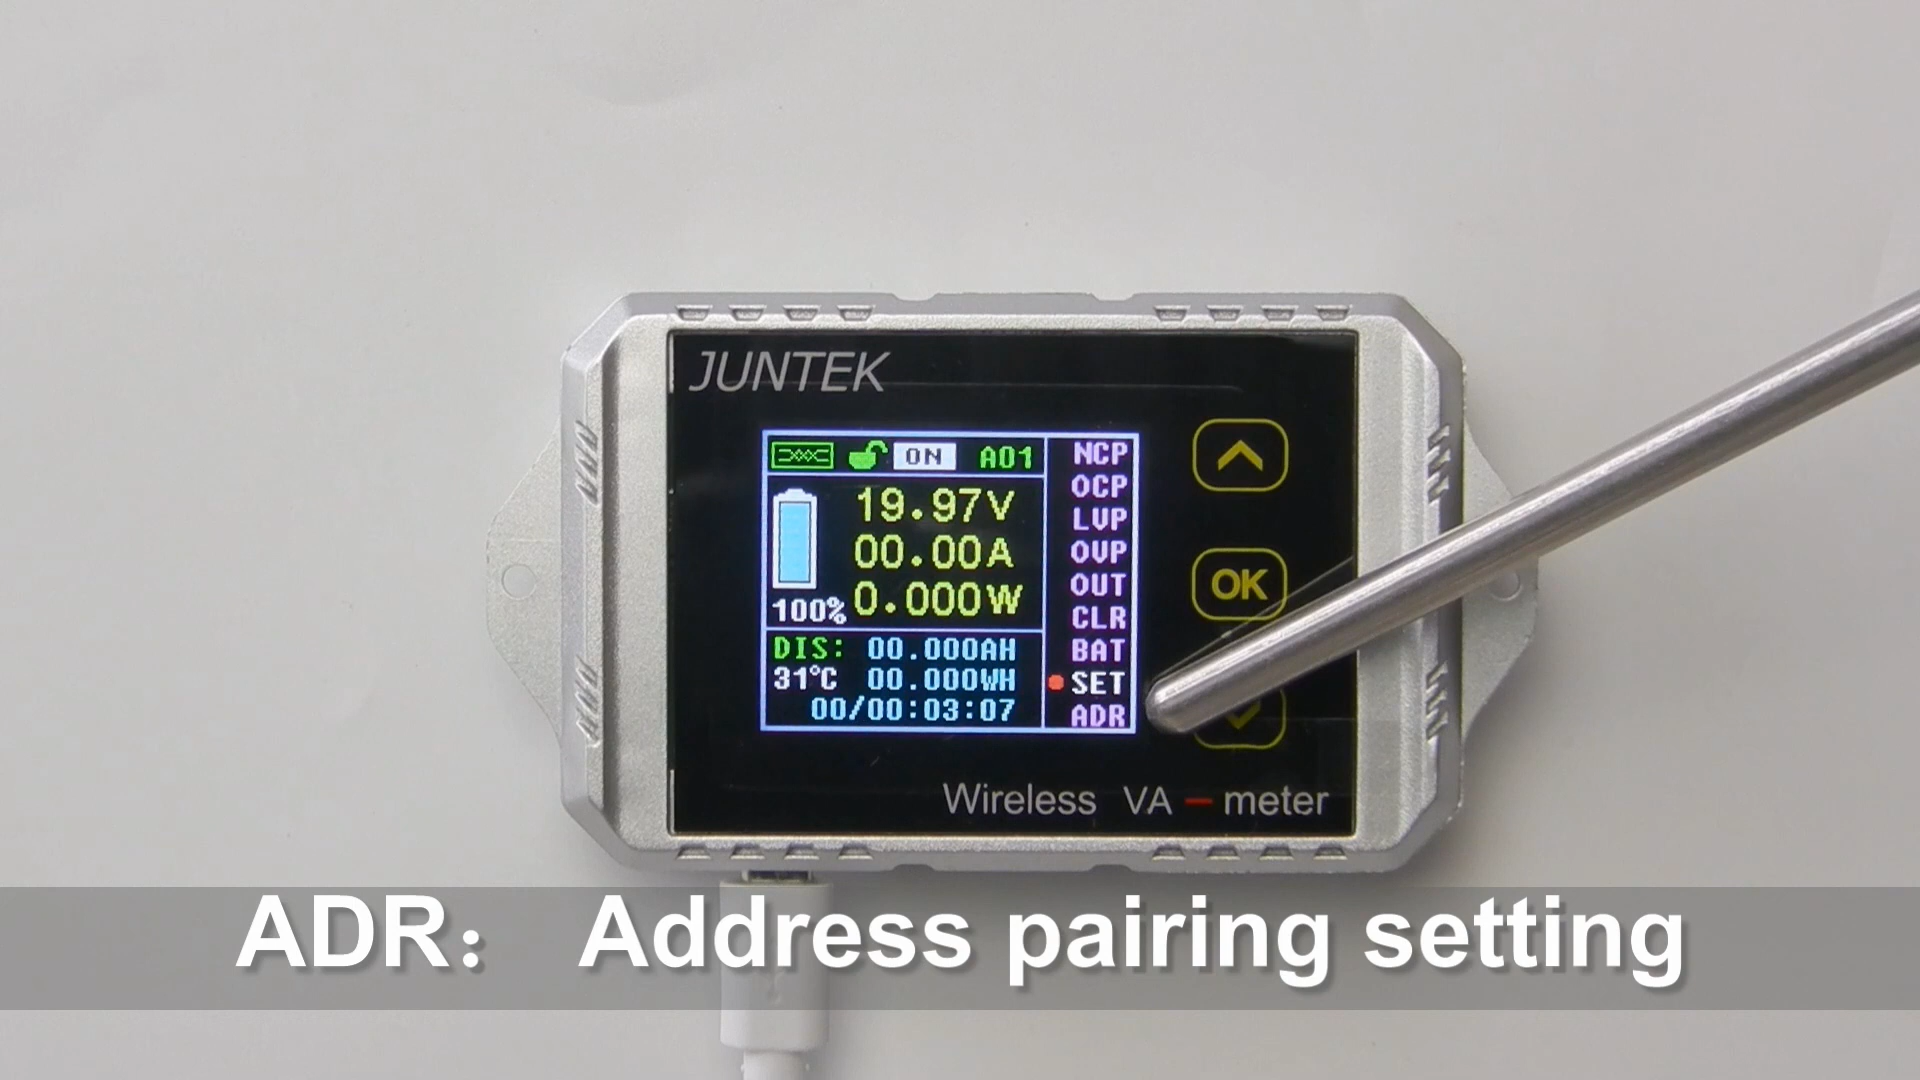 JUNTEK
ON A01
19.97V
00.00A
100% 0.000W
DIS: 00.000AH
31°C 00.000WH
00/00:03:07
NCP
OCP
LVP
OVP
OUT
CLR
BAT
SET
ADR
OK
Wireless VA - meter
ADR： Address pairing setting